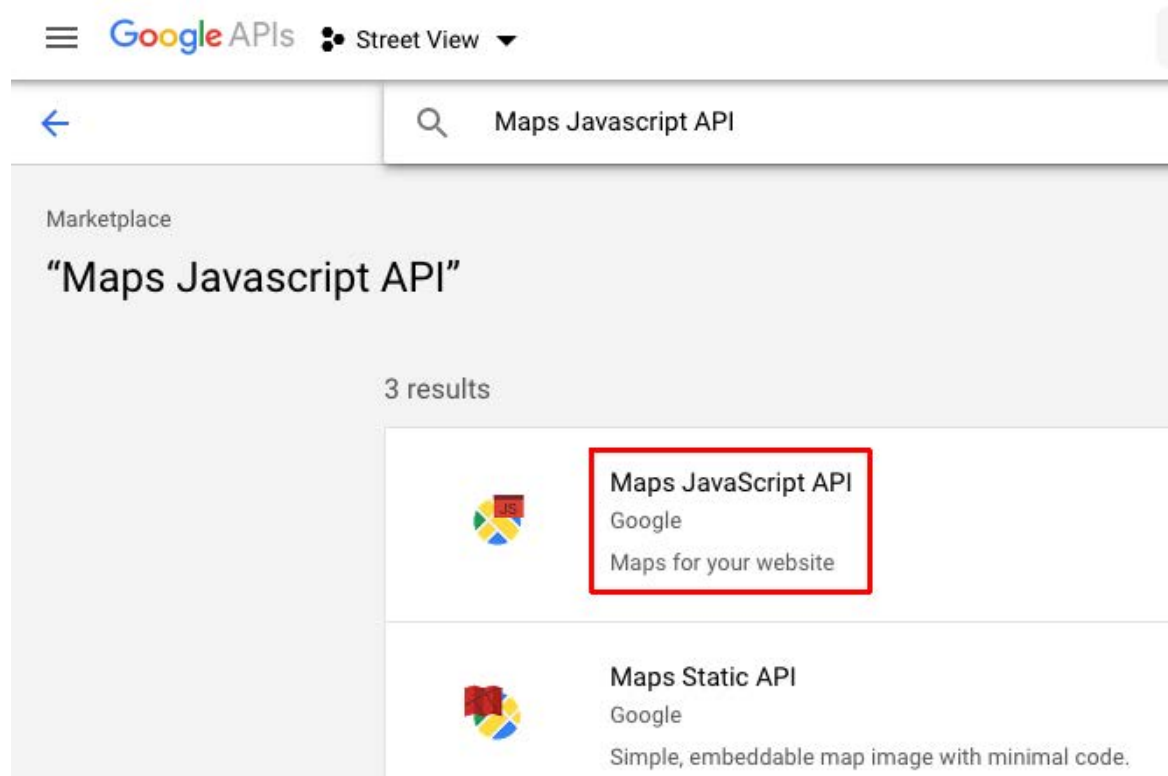 Google APIs Street View
Maps Javascript API
Marketplace
“Maps Javascript API”
3 results
JS
Maps JavaScript API
Google
Maps for your website
Maps Static API
Google
Simple, embeddable map image with minimal code.